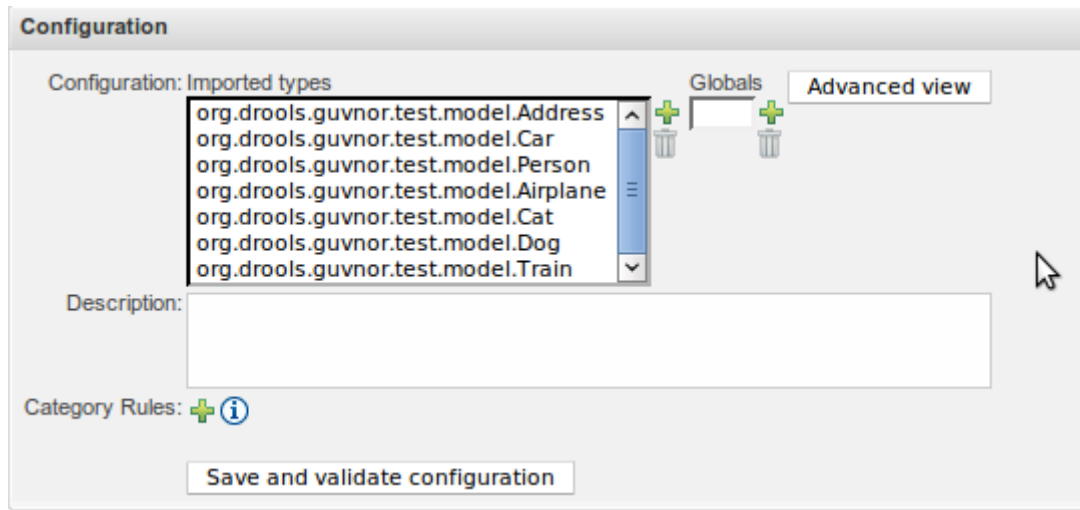 Configuration
Configuration: Imported types Globals Advanced view
org.drools.guvnor.test.model.Address
org.drools.guvnor.test.model.Car
org.drools.guvnor.test.model.Person
org.drools.guvnor.test.model.Airplane
org.drools.guvnor.test.model.Cat
org.drools.guvnor.test.model.Dog
org.drools.guvnor.test.model.Train
Description:
Category Rules:
Save and validate configuration